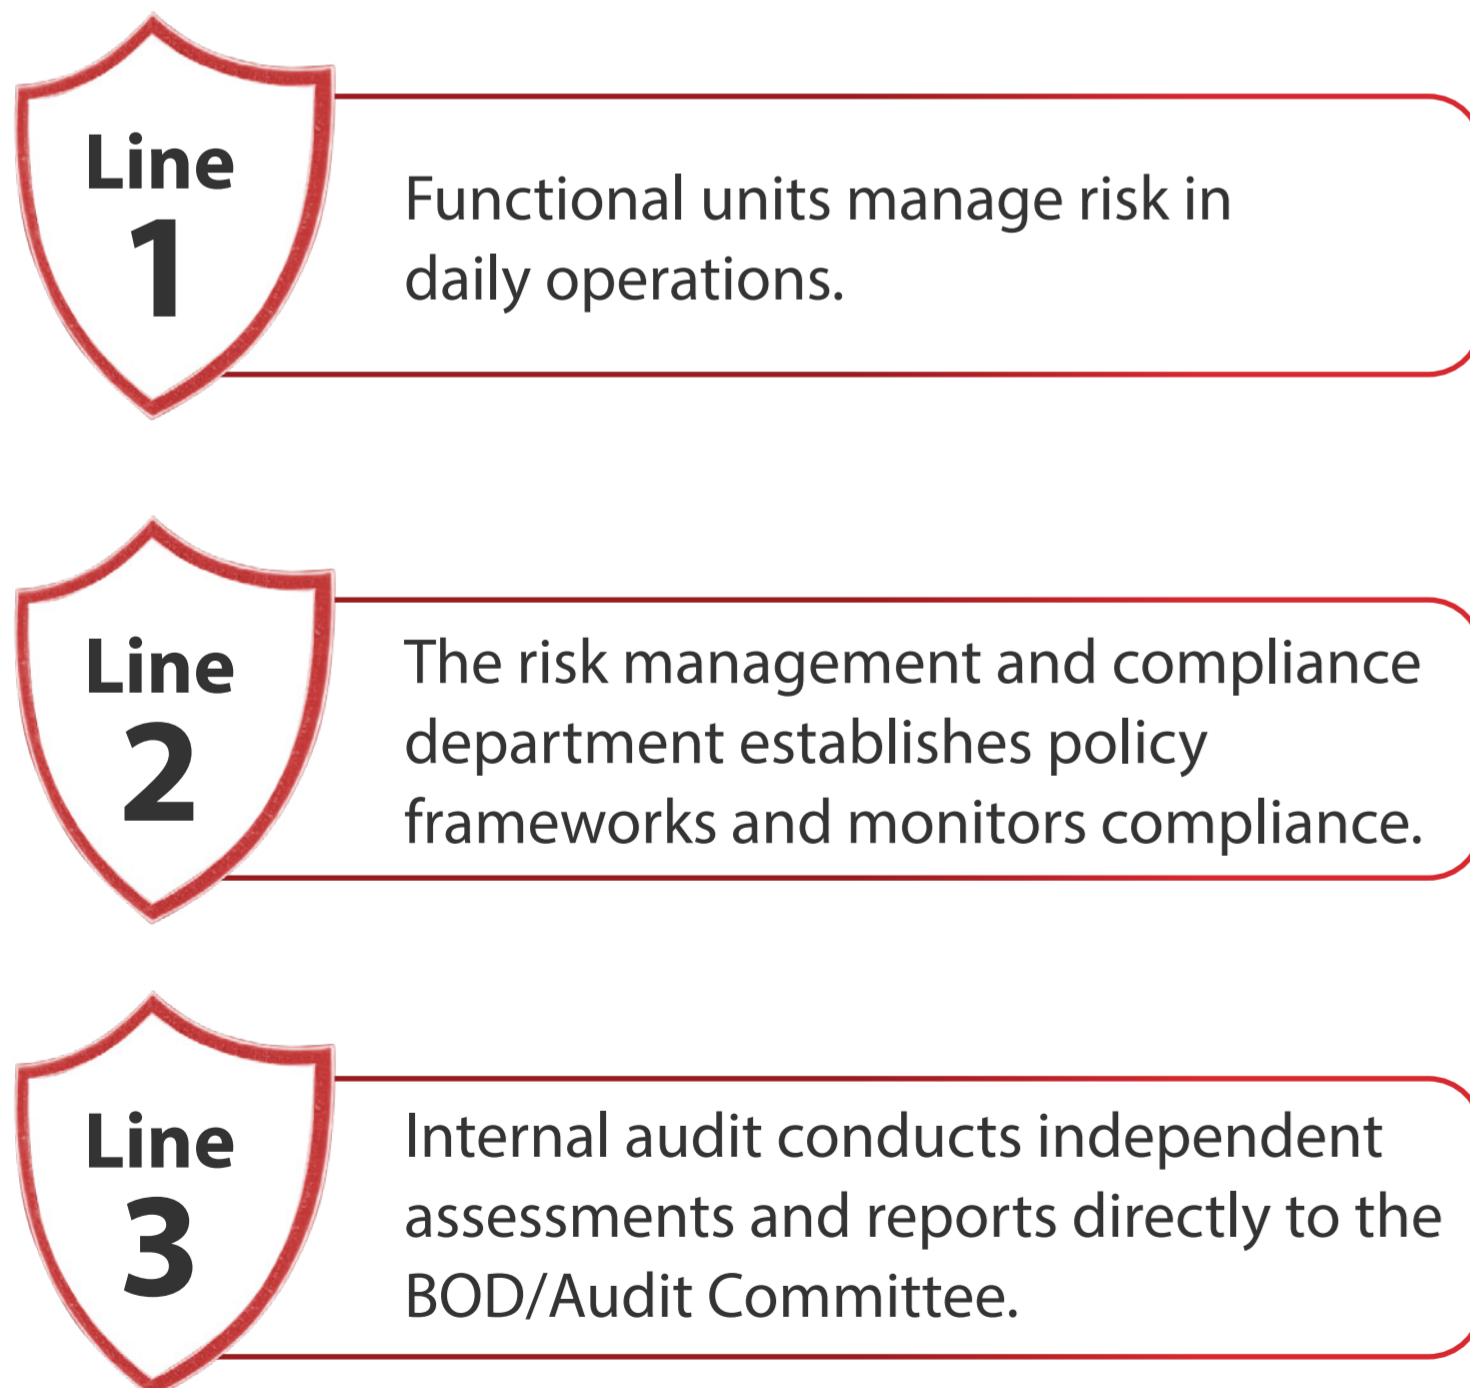 Line
1
Functional units manage risk in
daily operations.
Line
2
The risk management and compliance
department establishes policy
frameworks and monitors compliance.
Line
3
Internal audit conducts independent
assessments and reports directly to the
BOD/Audit Committee.